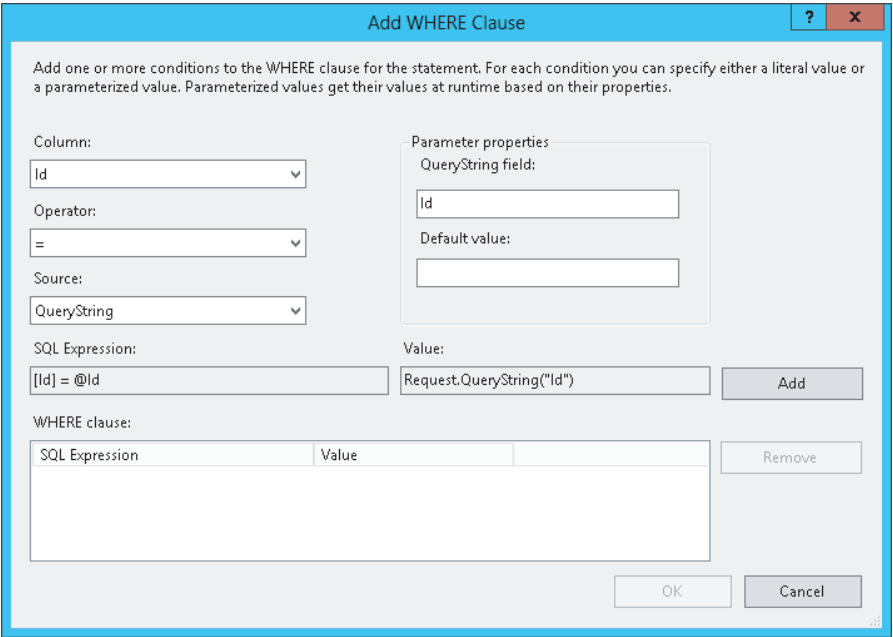 Add WHERE Clause
? x
Add one or more conditions to the WHERE clause for the statement. For each condition you can specify either a literal value or
a parameterized value. Parameterized values get their values at runtime based on their properties.
Column:
Id
Operator:
=
Source:
QueryString
Parameter properties
QueryString field:
Id
Default value:
SQL Expression:
[Id] = @Id
Value:
Request.QueryString("Id")
Add
WHERE clause:
SQL Expression Value
Remove
OK Cancel